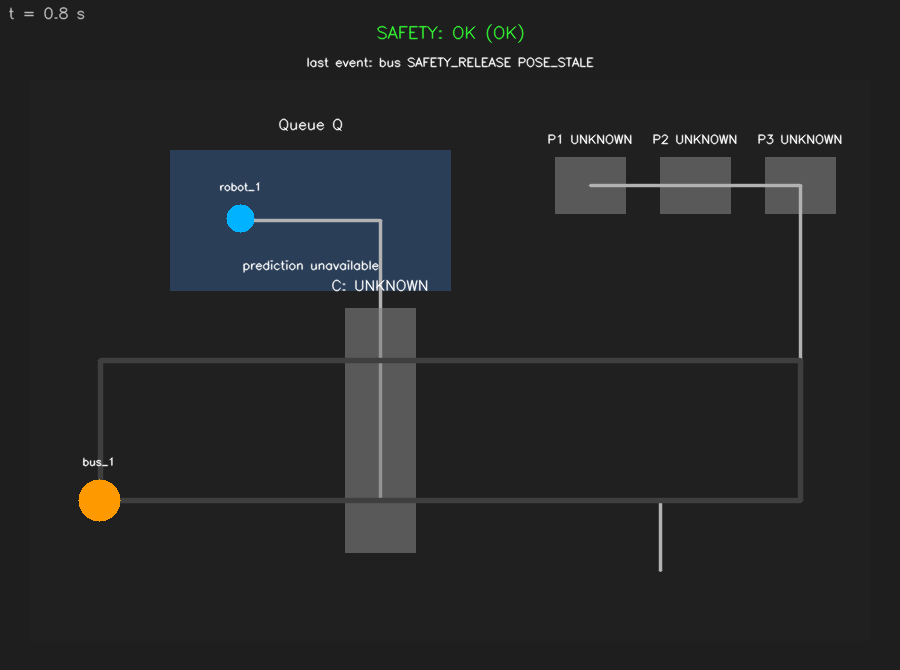 t = 0.8 s
SAFETY: OK (OK)
last event: bus SAFETY_RELEASE POSE_STALE
Queue Q
P1 UNKNOWN
P2 UNKNOWN
P3 UNKNOWN
robot_1
prediction unavailable
C: UNKNOWN
bus_1